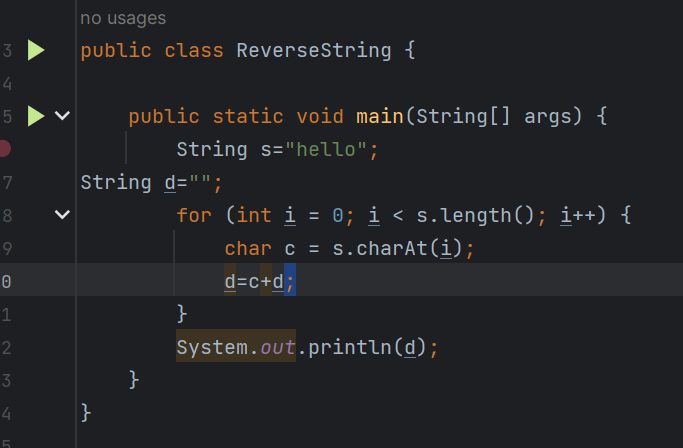 no usages
3 public class ReverseString {
4
5     public static void main(String[] args) {
        String s="hello";
7 String d="";
8         for (int i = 0; i < s.length(); i++) {
9             char c = s.charAt(i);
0             d=c+d;
1         }
2         System.out.println(d);
3     }
4 }
5